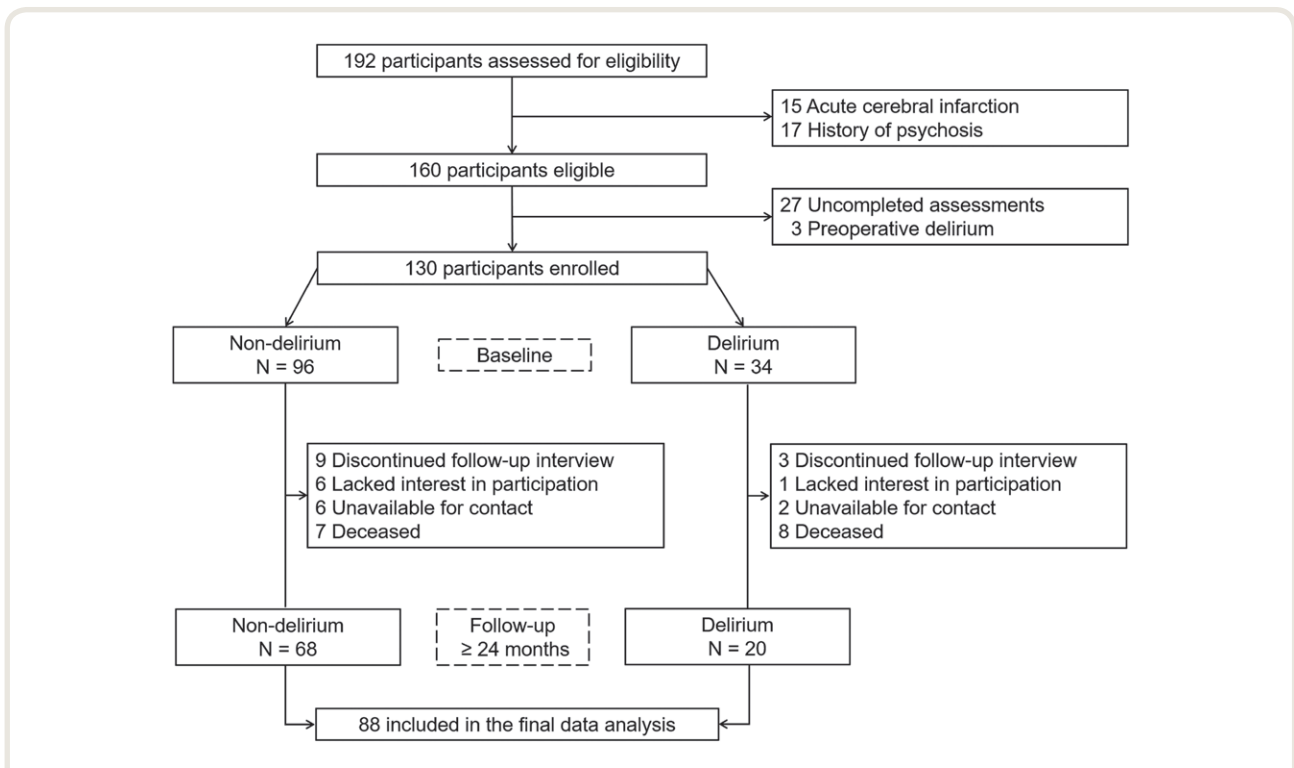 192 participants assessed for eligibility
15 Acute cerebral infarction
17 History of psychosis
160 participants eligible
27 Uncompleted assessments
3 Preoperative delirium
130 participants enrolled
Non-delirium
N = 96
Baseline
Delirium
N = 34
9 Discontinued follow-up interview
6 Lacked interest in participation
6 Unavailable for contact
7 Deceased
3 Discontinued follow-up interview
1 Lacked interest in participation
2 Unavailable for contact
8 Deceased
Non-delirium
N = 68
Follow-up
≥ 24 months
Delirium
N = 20
88 included in the final data analysis